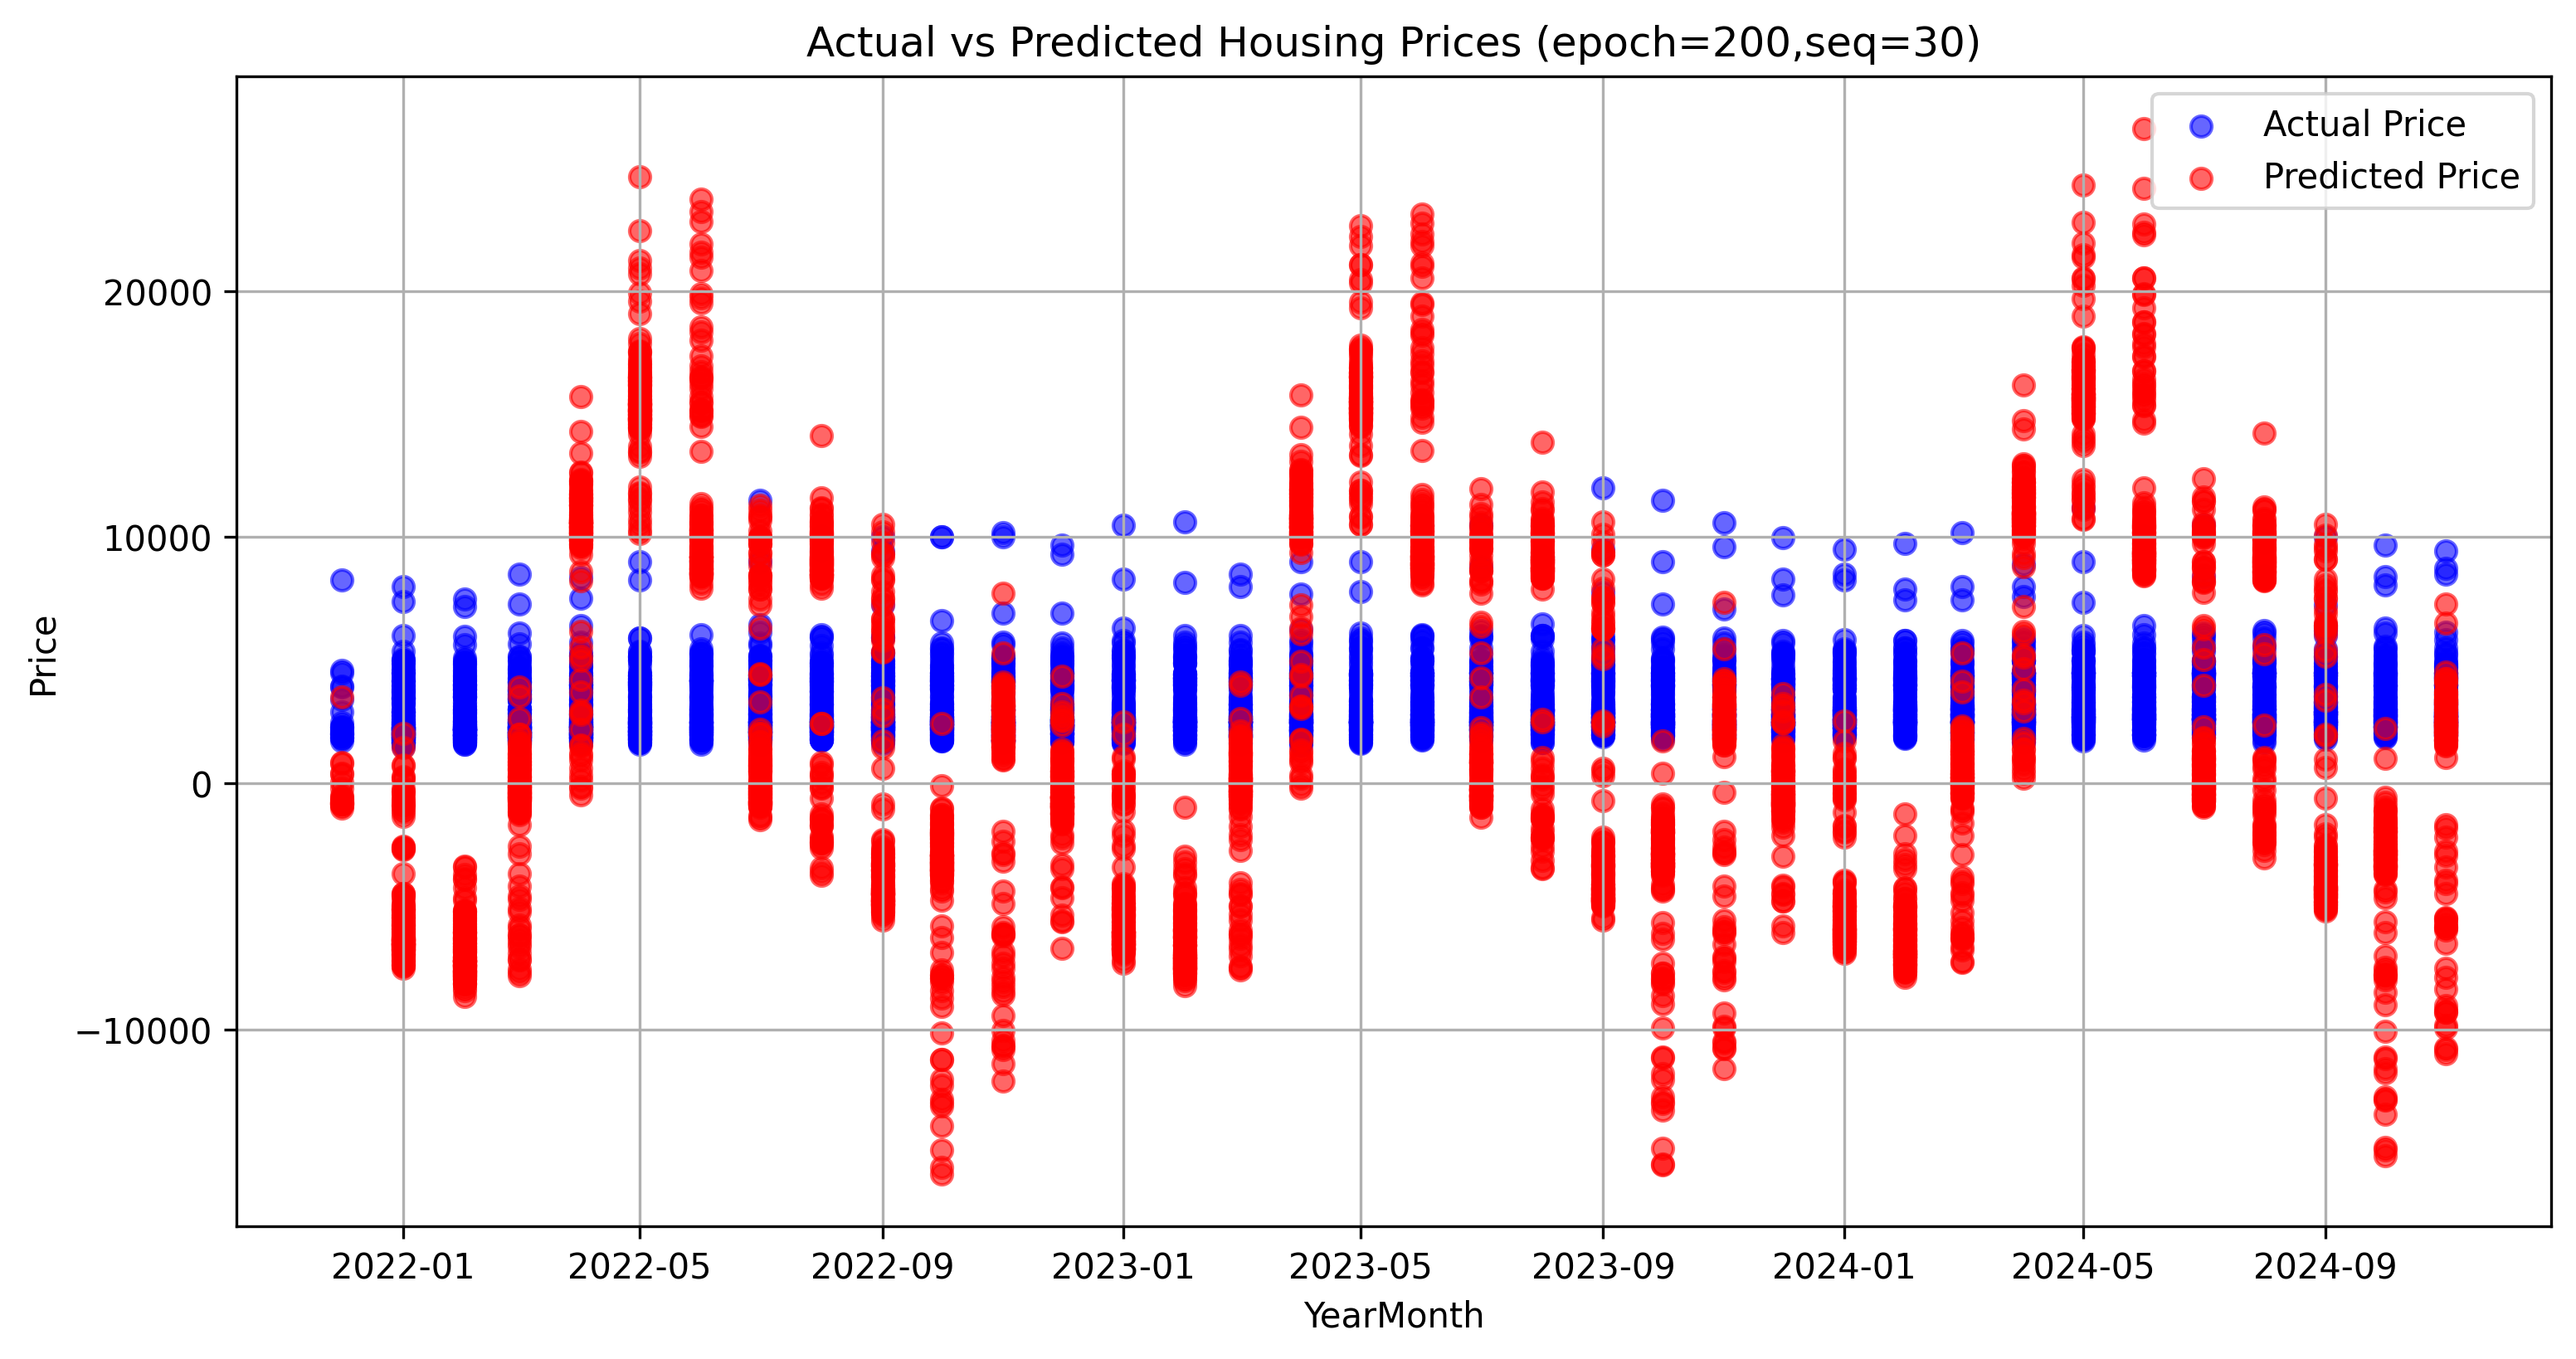 Actual vs Predicted Housing Prices (epoch=200,seq=30)
Actual Price
Predicted Price
Price
20000
10000
0
−10000
2022-01 2022-05 2022-09 2023-01 2023-05 2023-09 2024-01 2024-05 2024-09
YearMonth